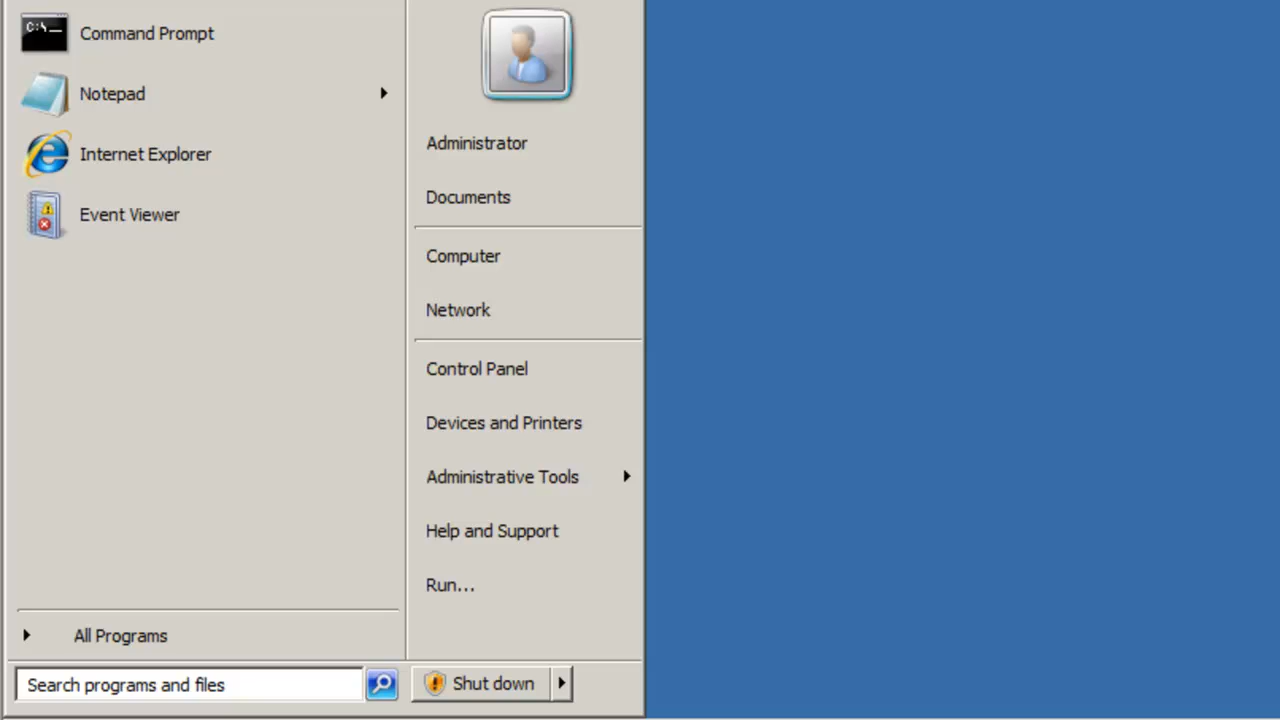 C:\
Command Prompt
Notepad
Internet Explorer
Event Viewer
All Programs
Search programs and files
Administrator
Documents
Computer
Network
Control Panel
Devices and Printers
Administrative Tools
Help and Support
Run...
Shut down